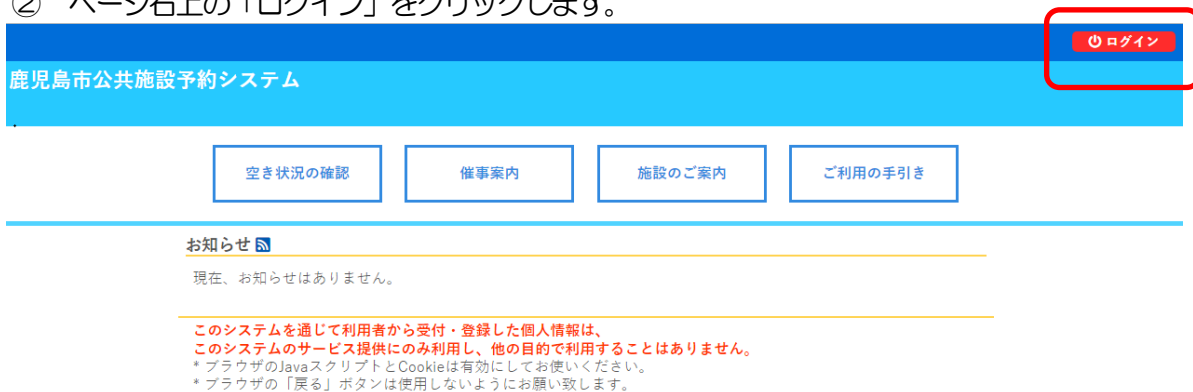 ② ページ右上の「ログイン」をクリックします。
ログイン
鹿児島市公共施設予約システム
空き状況の確認
催事案内
施設のご案内
ご利用の手引き
お知らせ
現在、お知らせはありません。
このシステムを通じて利用者から受付・登録した個人情報は、
このシステムのサービス提供にのみ利用し、他の目的で利用することはありません。
* ブラウザのJavaスクリプトとCookieは有効にしてお使いください。
* ブラウザの「戻る」ボタンは使用しないようにお願い致します。